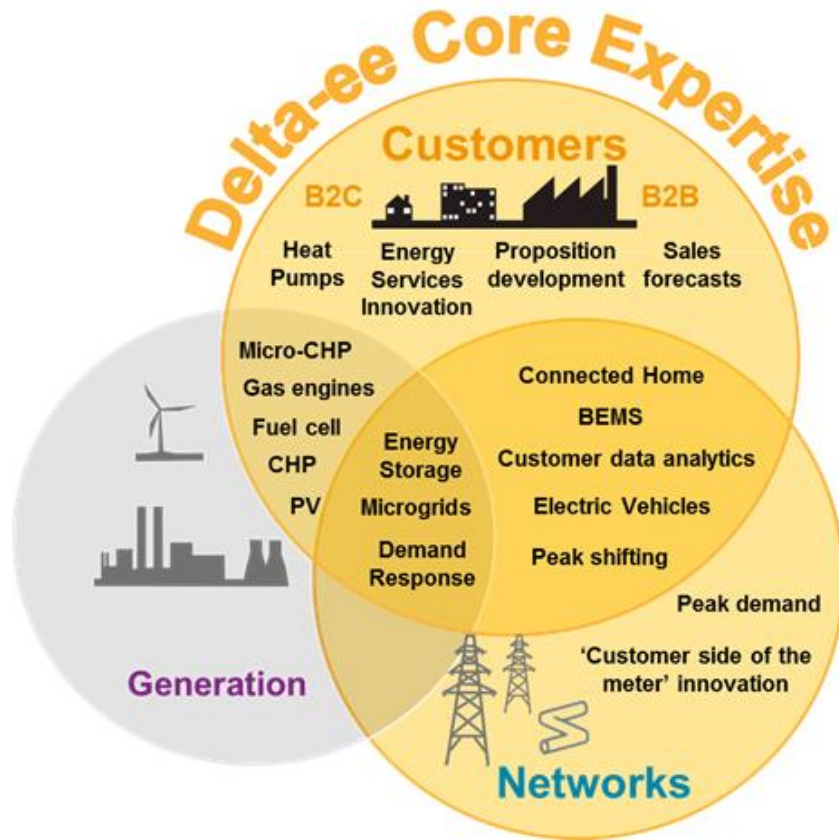 Delta-ee Core Expertise
Customers
B2C
B2B
Heat
Pumps
Energy
Services
Innovation
Proposition
development
Sales
forecasts
Micro-CHP
Gas engines
Fuel cell
CHP
PV
Energy
Storage
Microgrids
Demand
Response
Connected Home
BEMS
Customer data analytics
Electric Vehicles
Peak shifting
Peak demand
‘Customer side of the
meter’ innovation
Generation
Networks